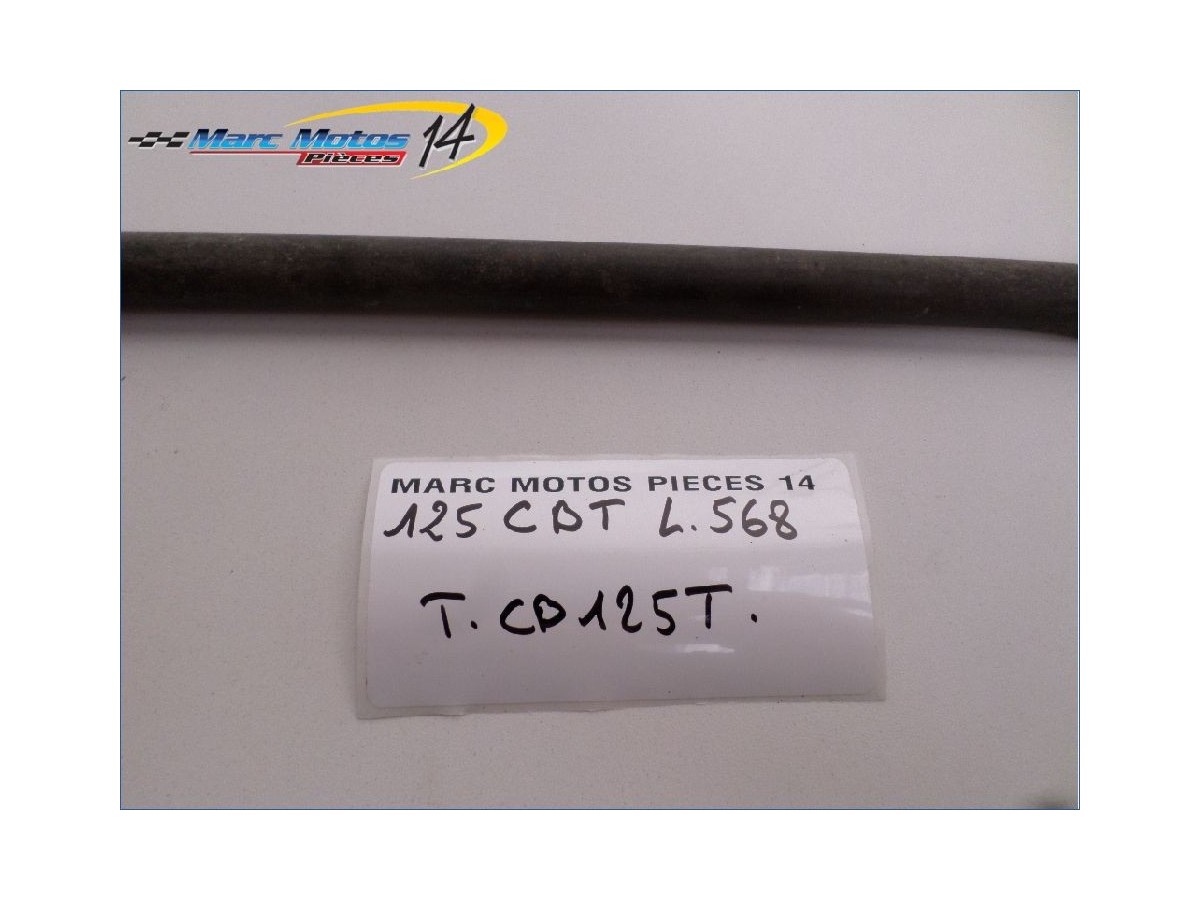 Marc Motos 14
Pièces
MARC MOTOS PIECES 14
125 CDT L.568
T. CD125T.